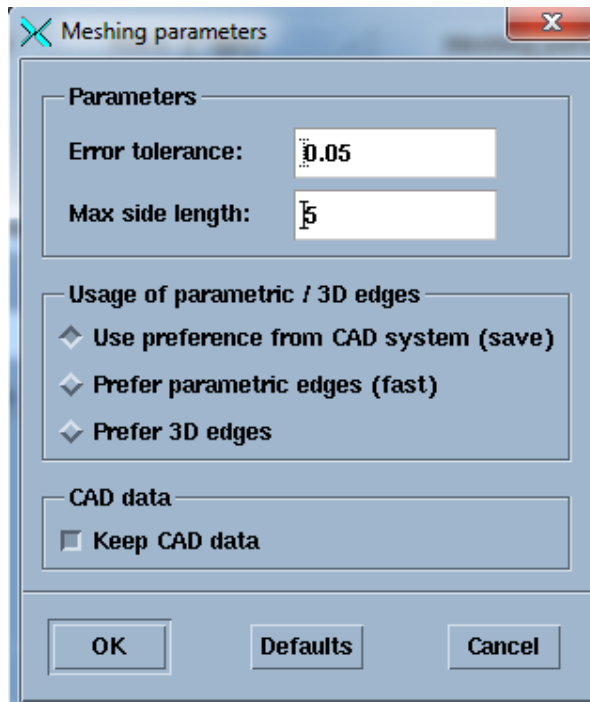 Meshing parameters
Parameters
Error tolerance: 0.05
Max side length: 5
Usage of parametric / 3D edges
Use preference from CAD system (save)
Prefer parametric edges (fast)
Prefer 3D edges
CAD data
Keep CAD data
OK Defaults Cancel